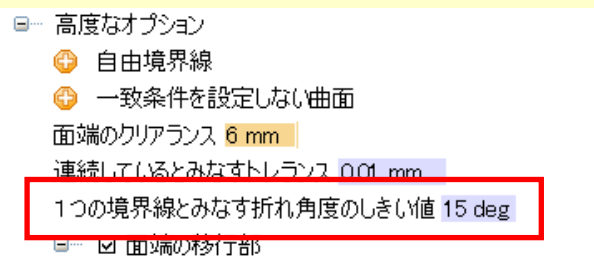 高度なオプション
自由境界線
一致条件を設定しない曲面
面端のクリアランス 6 mm
連続しているとみなすトレランス 0.01 mm
1つの境界線とみなす折れ角度のしきい値 15 deg
面端の移行部